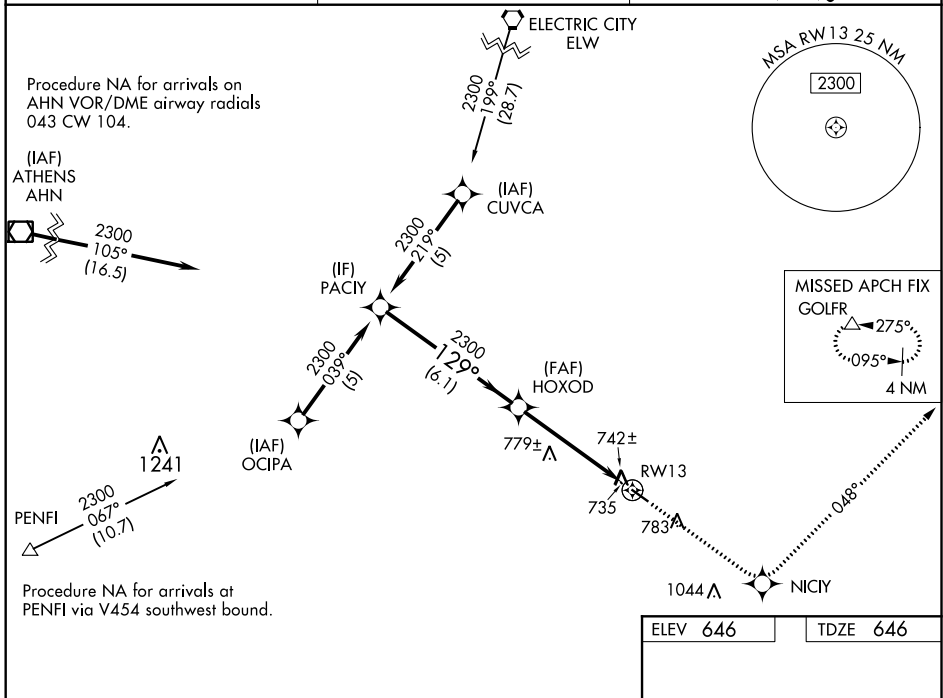 ELECTRIC CITY
ELW
2300
199°
(28.7)
MSA RW13 25 NM
2300
Procedure NA for arrivals on
AHN VOR/DME airway radials
043 CW 104.
(IAF)
ATHENS
AHN
2300
105°
(16.5)
(IAF)
CUVCA
2300
219°
(5)
(IF)
PACIY
2300
129°
(6.1)
(FAF)
HOXOD
MISSED APCH FIX
GOLFR
275°
095°
4 NM
2300
039°
(5)
(IAF)
OCIPA
1241
779±
742±
735
RW13
783
048°
PENFI
2300
067°
(10.7)
1044
NICIY
Procedure NA for arrivals at
PENFI via V454 southwest bound.
ELEV 646
TDZE 646